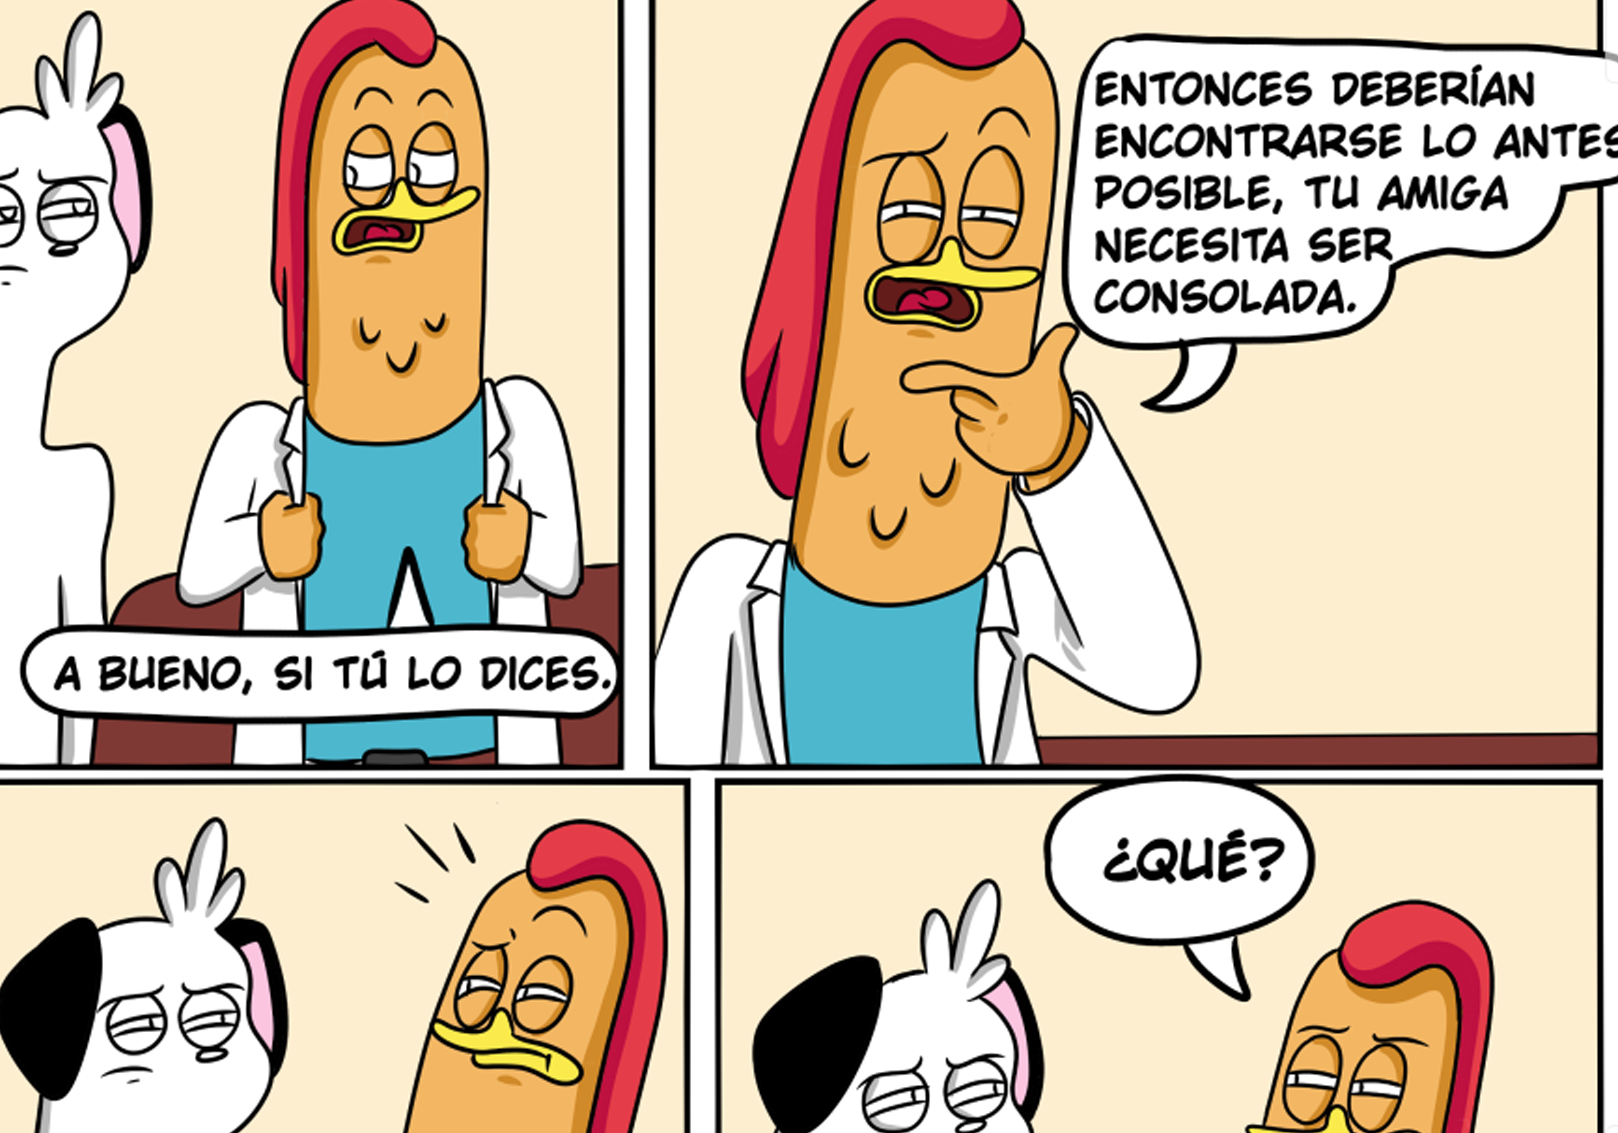 A BUENO, SI TÚ LO DICES.
ENTONCES DEBERÍAN
ENCONTRARSE LO ANTES
POSIBLE, TU AMIGA
NECESITA SER
CONSOLADA.
¿QUÉ?